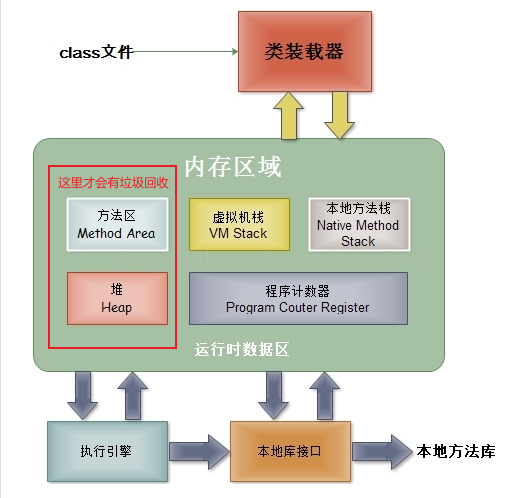 class文件
类装载器
内存区域
这里才会有垃圾回收
方法区
Method Area
虚拟机栈
VM Stack
本地方法栈
Native Method
Stack
堆
Heap
程序计数器
Program Couter Register
运行时数据区
执行引擎
本地库接口
本地方法库